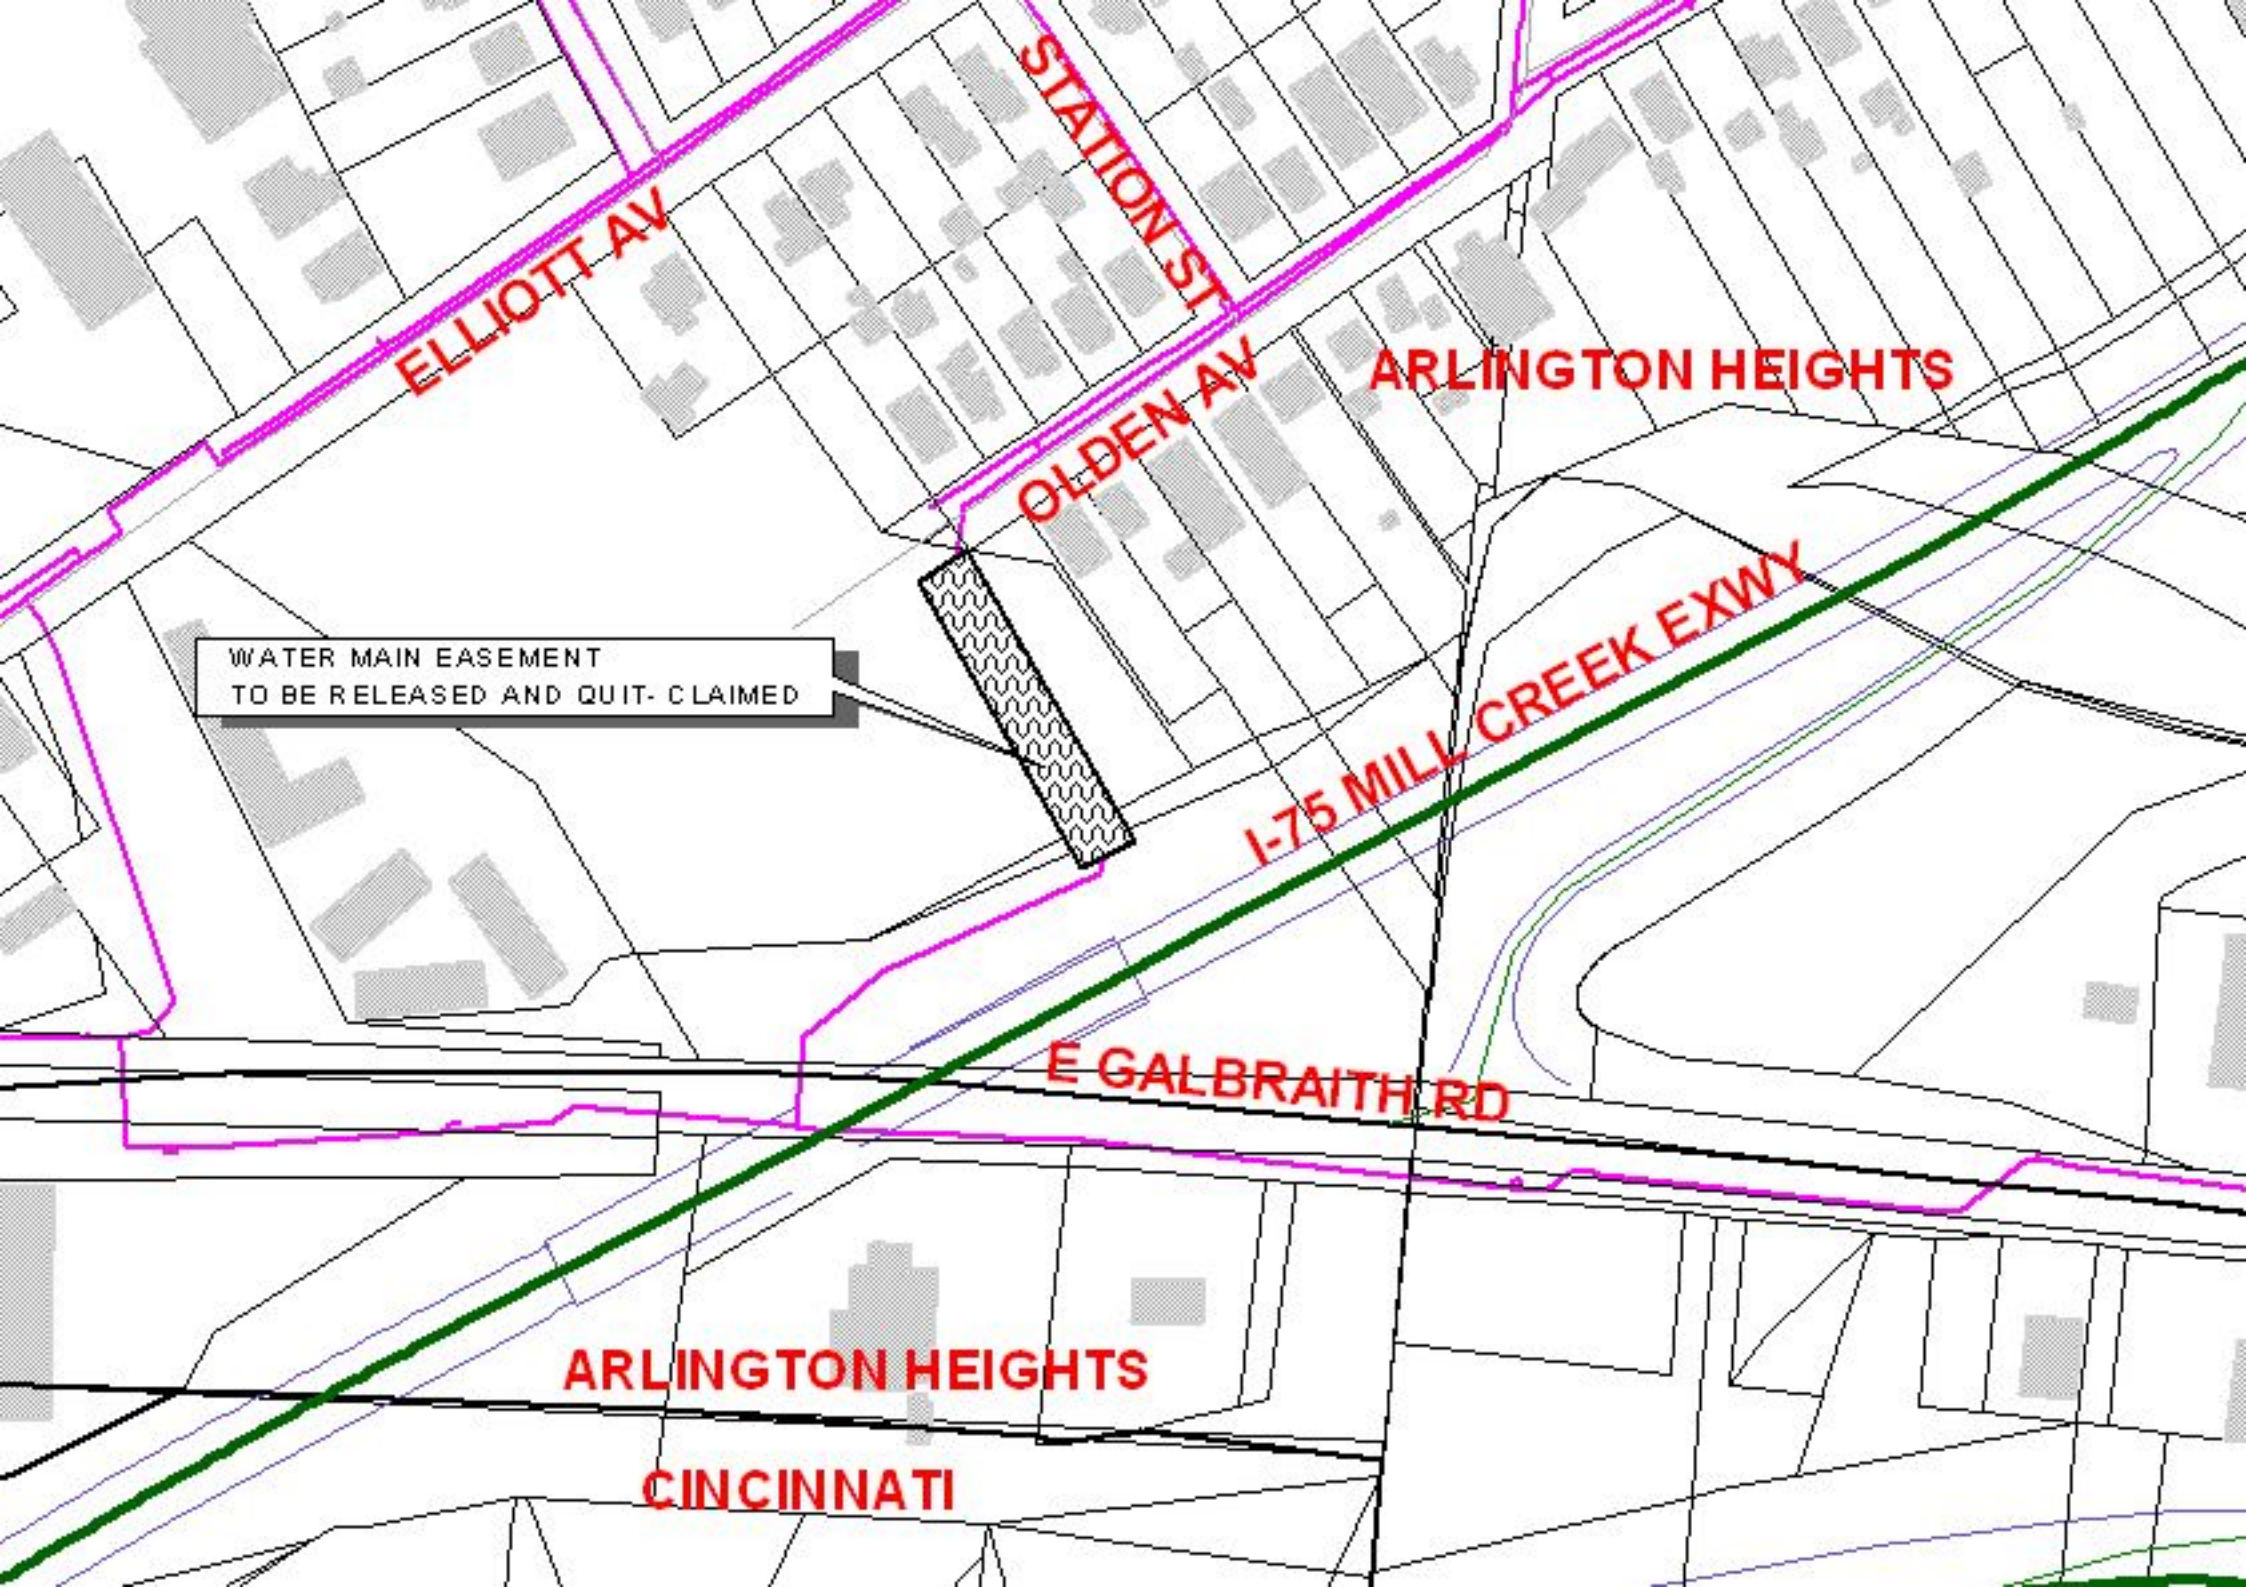 STATION ST
ELLIOTT AV
OLDEN AV
ARLINGTON HEIGHTS
WATER MAIN EASEMENT
TO BE RELEASED AND QUIT- CLAIMED
I-75 MILL CREEK EXWY
E GALBRAITH RD
ARLINGTON HEIGHTS
CINCINNATI